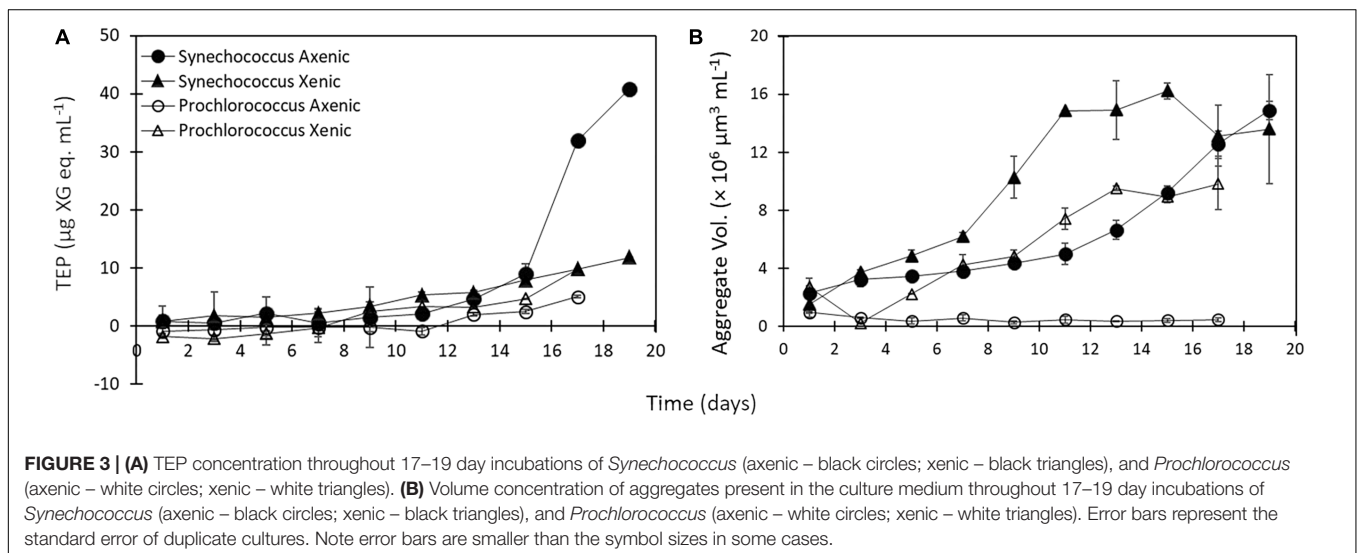 A
B
50
40
30
20
10
0
-10
TEP (µg XG eq. mL-1)
Synechococcus Axenic
Synechococcus Xenic
Prochlorococcus Axenic
Prochlorococcus Xenic
0 2 4 6 8 10 12 14 16 18 20
20
16
12
8
4
0
Aggregate Vol. (× 10⁶ µm³ mL⁻¹)
0 2 4 6 8 10 12 14 16 18 20
Time (days)
FIGURE 3 | (A) TEP concentration throughout 17–19 day incubations of Synechococcus (axenic – black circles; xenic – black triangles), and Prochlorococcus
(axenic – white circles; xenic – white triangles). (B) Volume concentration of aggregates present in the culture medium throughout 17–19 day incubations of
Synechococcus (axenic – black circles; xenic – black triangles), and Prochlorococcus (axenic – white circles; xenic – white triangles). Error bars represent the
standard error of duplicate cultures. Note error bars are smaller than the symbol sizes in some cases.